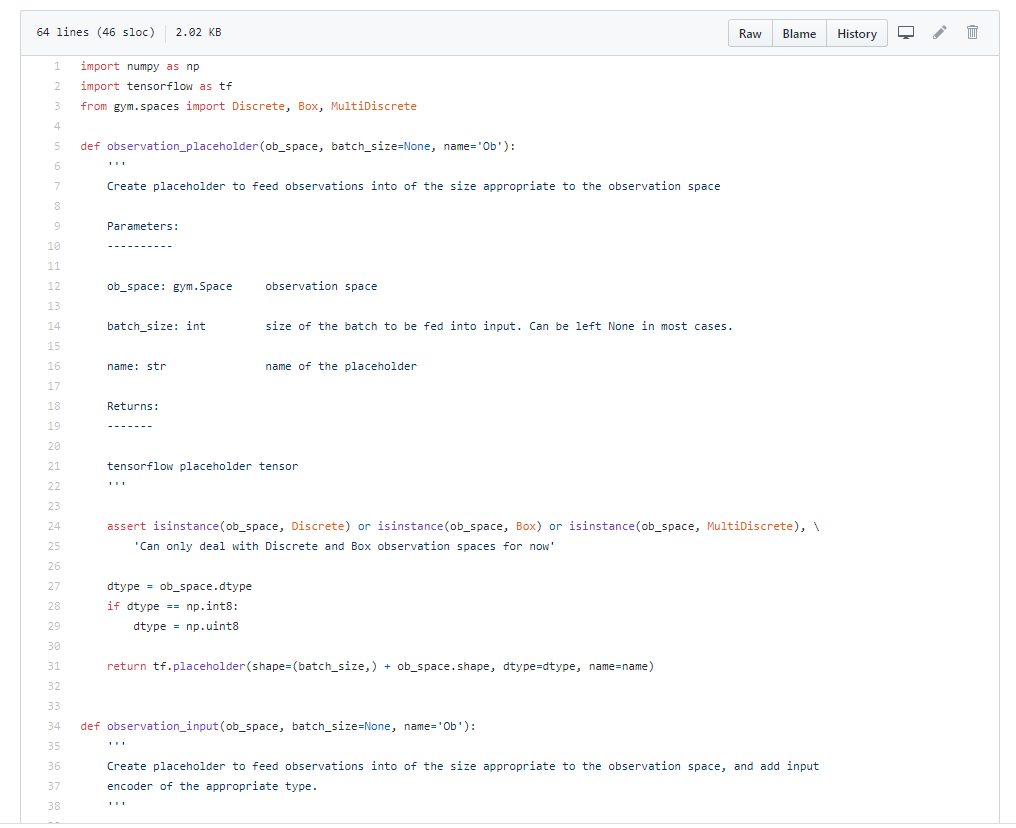 64 lines (46 sloc) 2.02 KB Raw Blame History
1 import numpy as np
2 import tensorflow as tf
3 from gym.spaces import Discrete, Box, MultiDiscrete
4
5 def observation_placeholder(ob_space, batch_size=None, name='Ob'):
6     '''
7     Create placeholder to feed observations into of the size appropriate to the observation space
8
9     Parameters:
10     ----------
11
12     ob_space: gym.Space     observation space
13
14     batch_size: int         size of the batch to be fed into input. Can be left None in most cases.
15
16     name: str               name of the placeholder
17
18     Returns:
19     -------
20
21     tensorflow placeholder tensor
22     '''
23
24     assert isinstance(ob_space, Discrete) or isinstance(ob_space, Box) or isinstance(ob_space, MultiDiscrete), \
25         'Can only deal with Discrete and Box observation spaces for now'
26
27     dtype = ob_space.dtype
28     if dtype == np.int8:
29         dtype = np.uint8
30
31     return tf.placeholder(shape=(batch_size,) + ob_space.shape, dtype=dtype, name=name)
32
33
34 def observation_input(ob_space, batch_size=None, name='Ob'):
35     '''
36     Create placeholder to feed observations into of the size appropriate to the observation space, and add input
37     encoder of the appropriate type.
38     '''